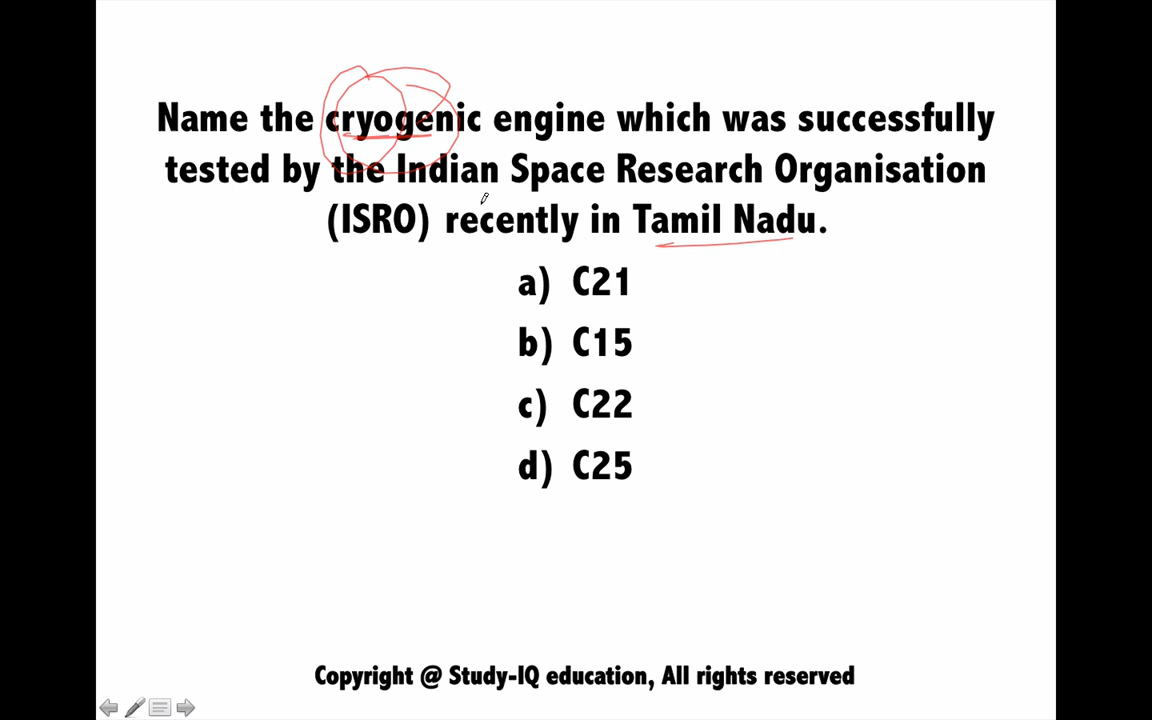 Name the cryogenic engine which was successfully
tested by the Indian Space Research Organisation
(ISRO) recently in Tamil Nadu.
a) C21
b) C15
c) C22
d) C25
Copyright @ Study-IQ education, All rights reserved